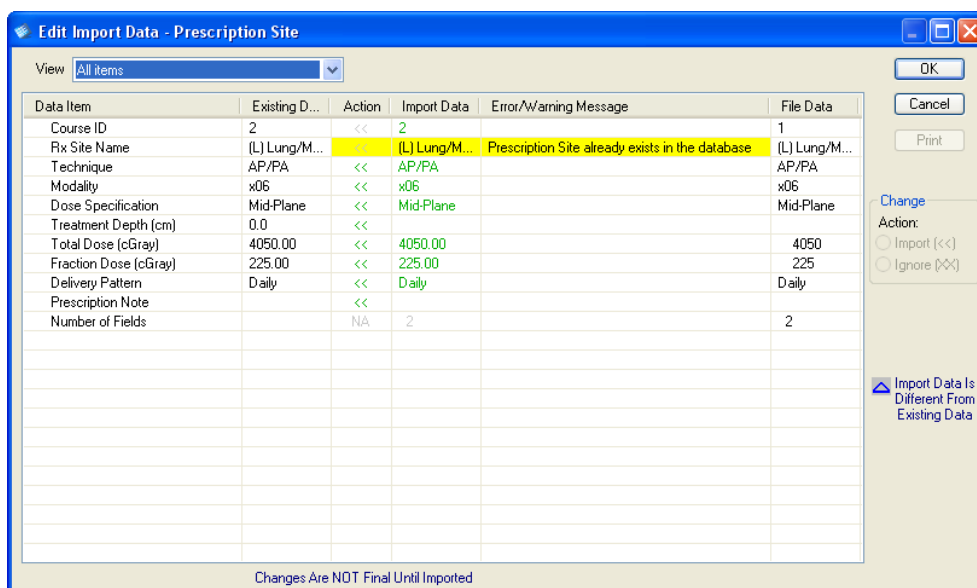 Edit Import Data - Prescription Site
View All items
OK
Cancel
Print
Data Item Existing D... Action Import Data Error/Warning Message File Data
Course ID 2 << 2 1
Rx Site Name (L) Lung/M... << (L) Lung/M... Prescription Site already exists in the database (L) Lung/M...
Technique AP/PA << AP/PA AP/PA
Modality x06 << x06 x06
Dose Specification Mid-Plane << Mid-Plane Mid-Plane
Treatment Depth (cm) 0.0 <<
Total Dose (cGray) 4050.00 << 4050.00 4050
Fraction Dose (cGray) 225.00 << 225.00 225
Delivery Pattern Daily << Daily Daily
Prescription Note <<
Number of Fields NA 2 2
Change
Action:
Import (<<)
Ignore (XX)
Import Data Is
Different From
Existing Data
Changes Are NOT Final Until Imported